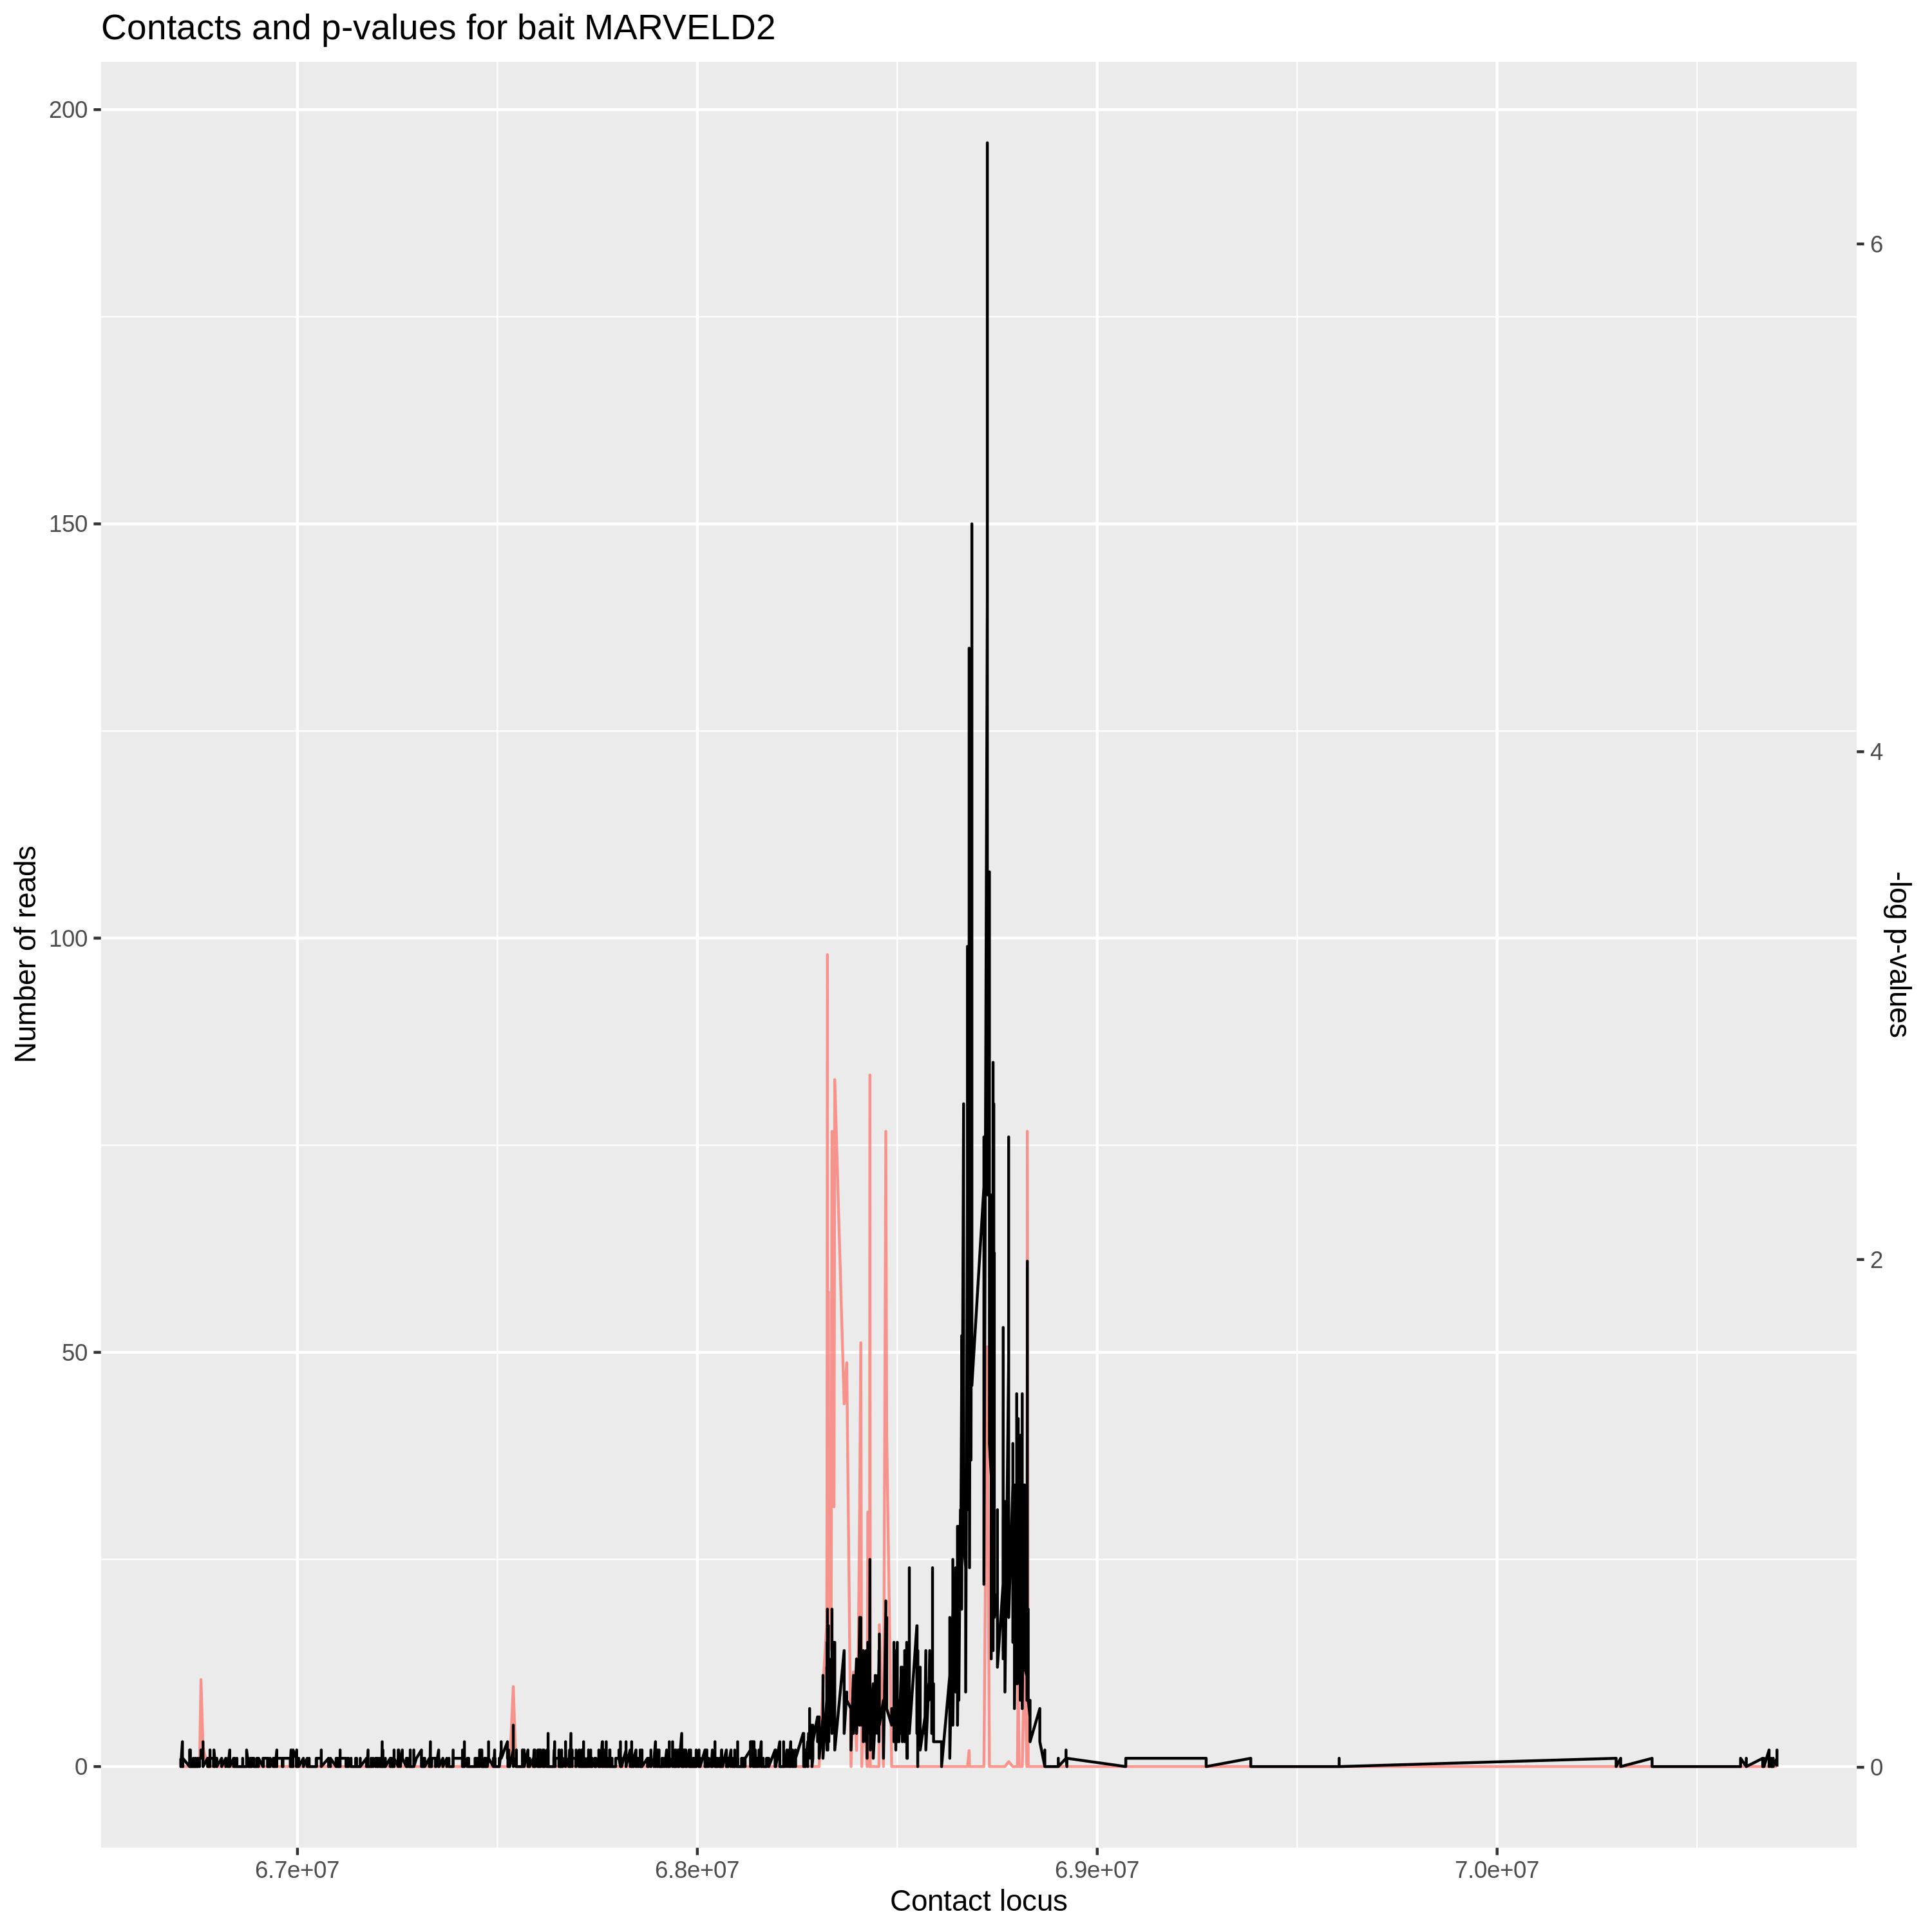 Contacts and p-values for bait MARVELD2
200
150
100
50
0
Number of reads
6
4
2
0
-log p-values
6.7e+07 6.8e+07 6.9e+07 7.0e+07
Contact locus